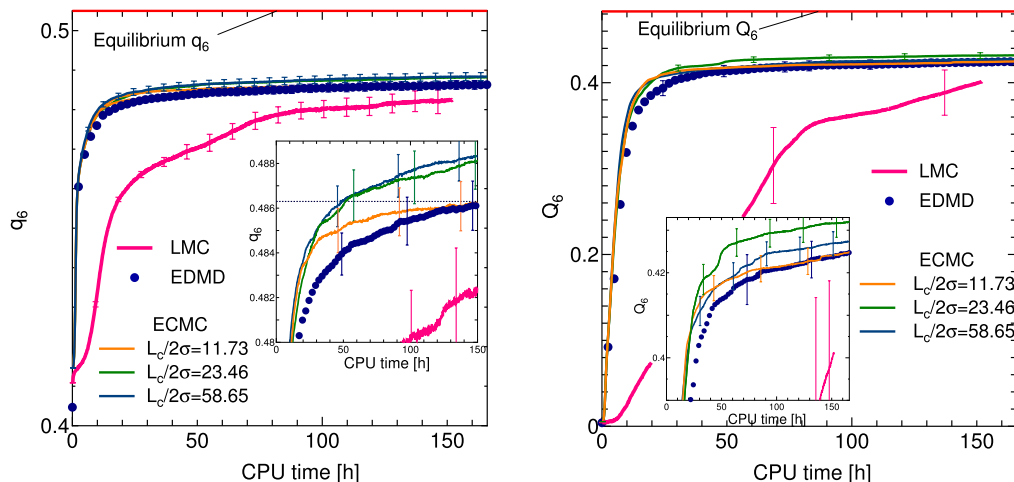 0.5
Equilibrium q6
q6
LMC
EDMD
ECMC
Lc/2σ=11.73
Lc/2σ=23.46
Lc/2σ=58.65
0.4
0
50
100
150
CPU time [h]
0.488
0.486
0.484
0.482
0.48
q6
0
50
100
150
CPU time [h]
0
50
100
150
Equilibrium Q6
0.4
0.2
0
Q6
LMC
EDMD
ECMC
Lc/2σ=11.73
Lc/2σ=23.46
Lc/2σ=58.65
0
50
100
150
CPU time [h]
0.42
0.4
Q6
0
50
100
150
CPU time [h]